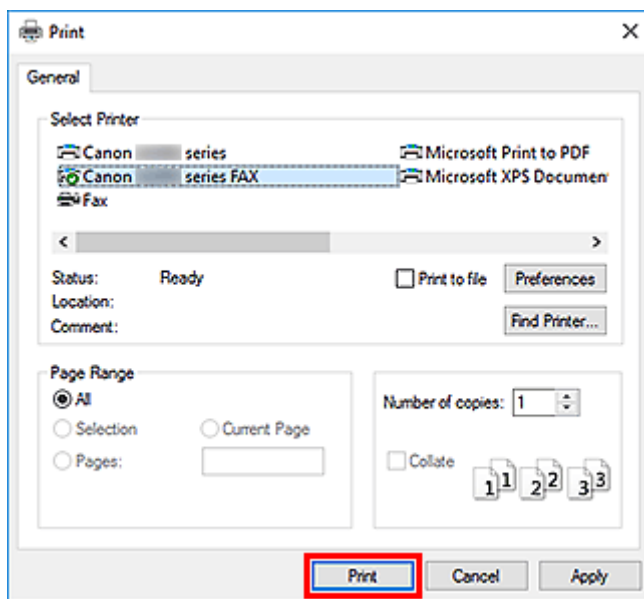 Print
General
Select Printer
Canon series
Microsoft Print to PDF
Canon series FAX
Microsoft XPS Documen
Fax
Status: Ready
Print to file
Preferences
Location:
Comment:
Find Printer...
Page Range
All
Selection
Current Page
Pages:
Number of copies: 1
Collate
1 1 2 2 3 3
Print
Cancel
Apply